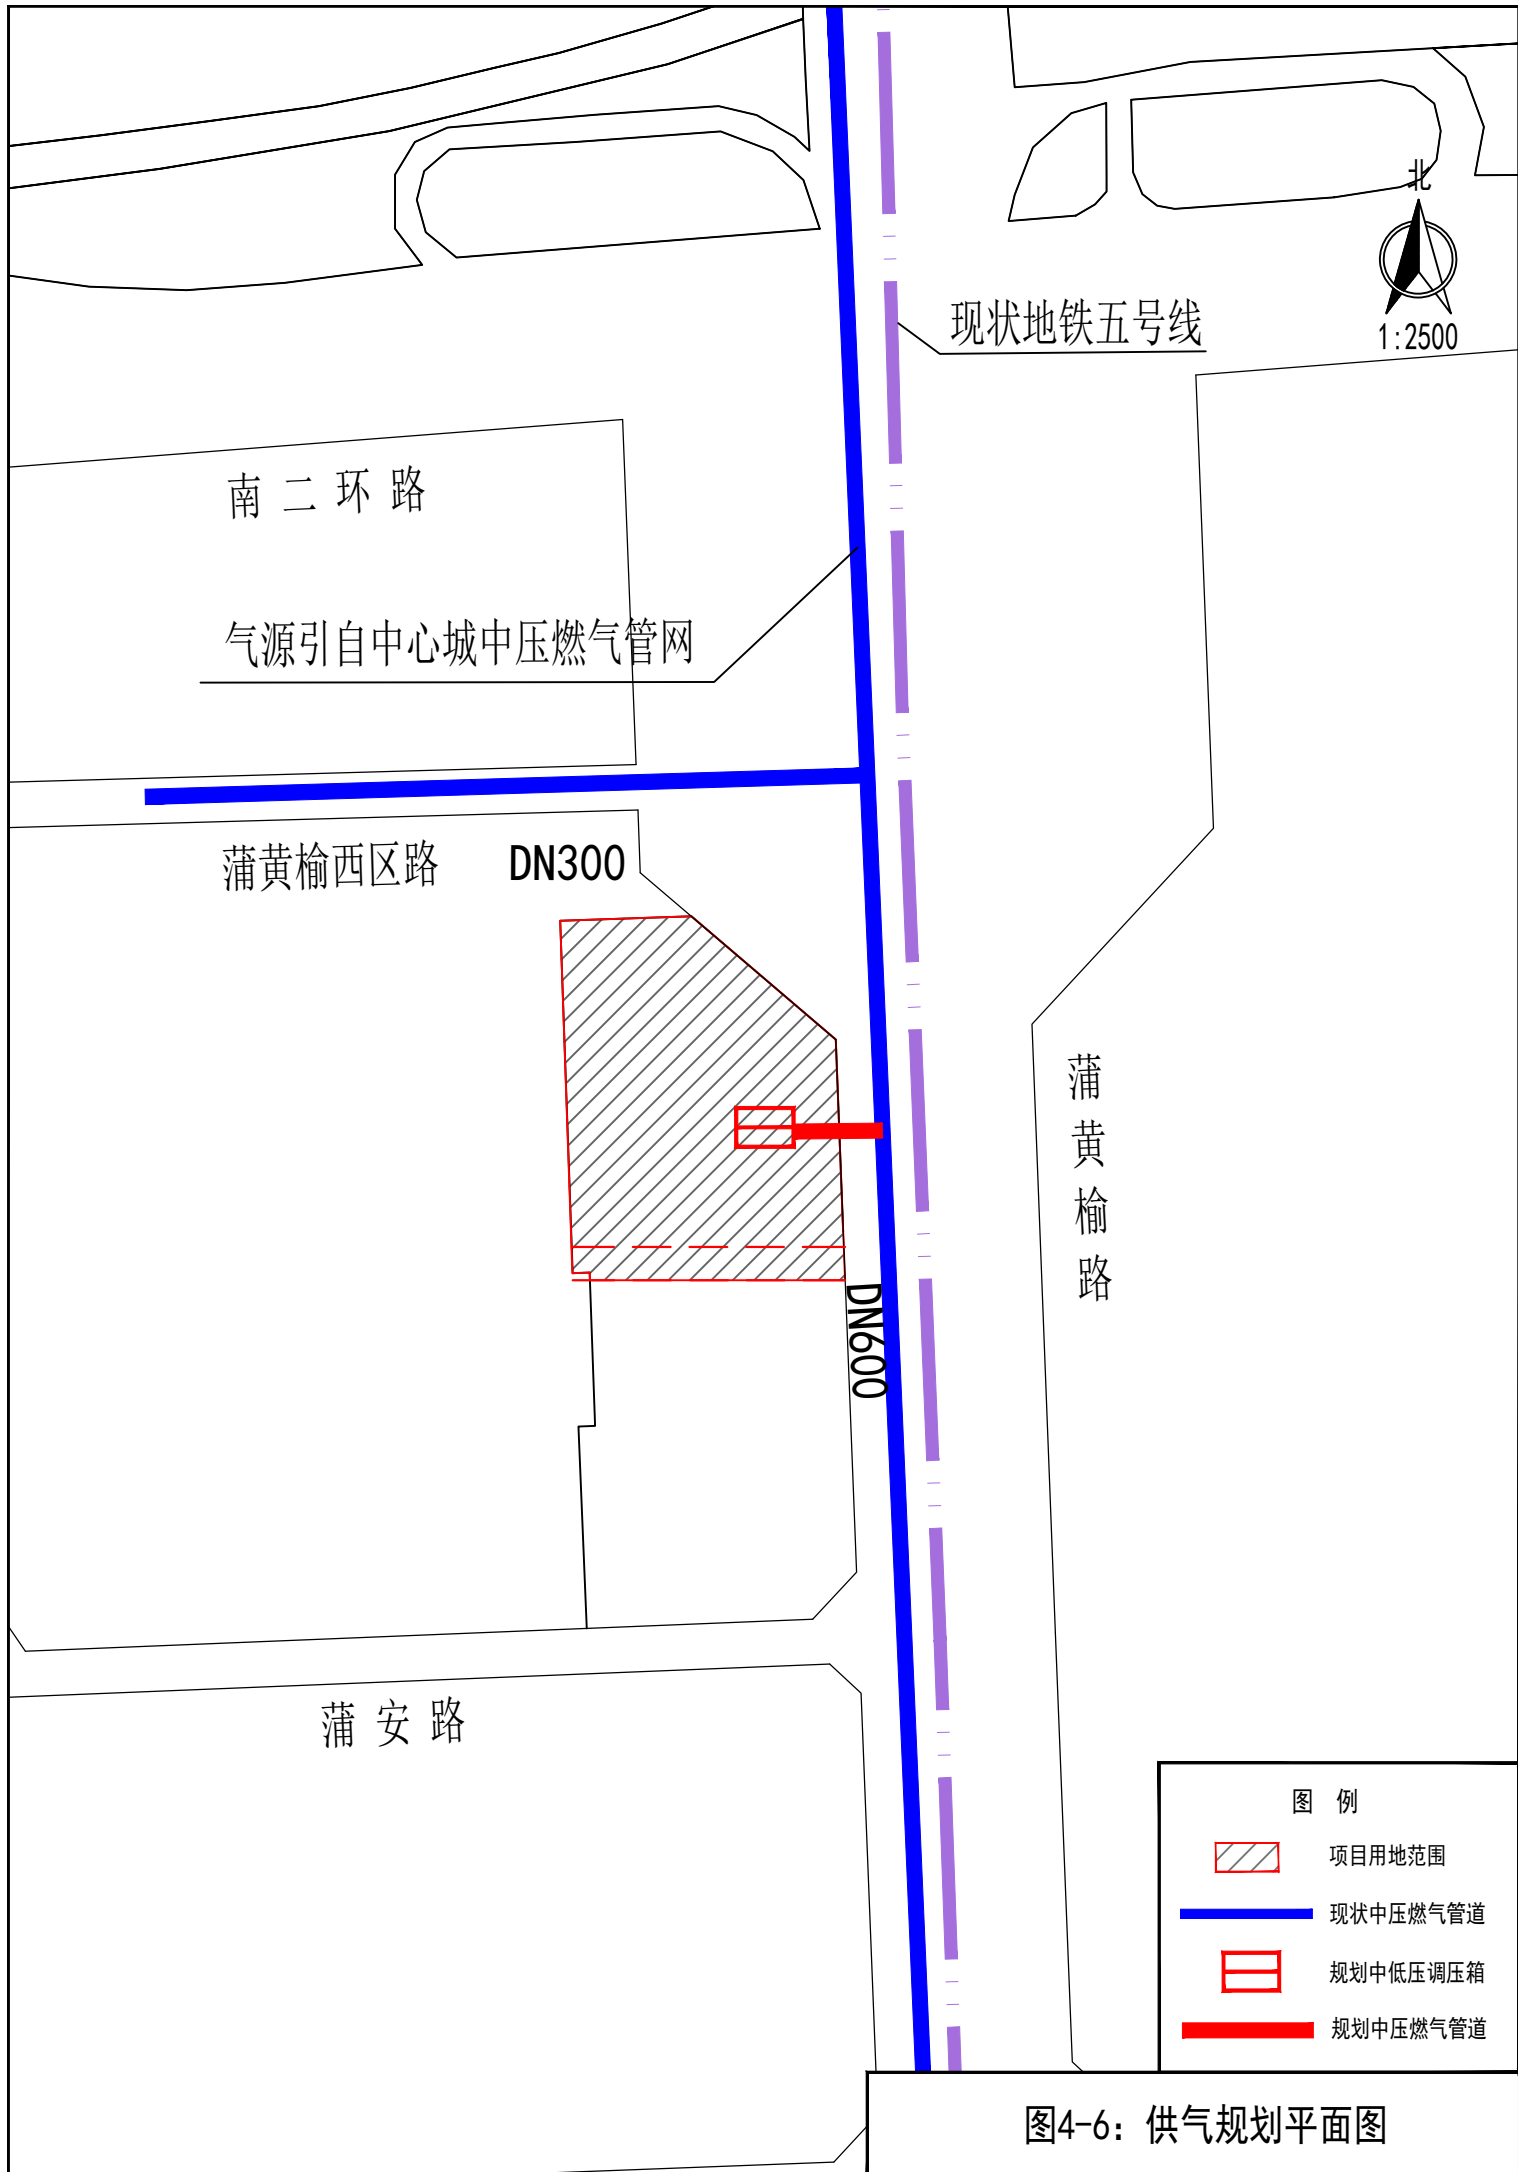 北
现状地铁五号线
1:2500
南二环路
气源引自中心城中压燃气管网
蒲黄榆西区路
DN300
蒲黄榆路
DN600
蒲安路
图 例
项目用地范围
现状中压燃气管道
规划中低压调压箱
规划中压燃气管道
图4-6：供气规划平面图